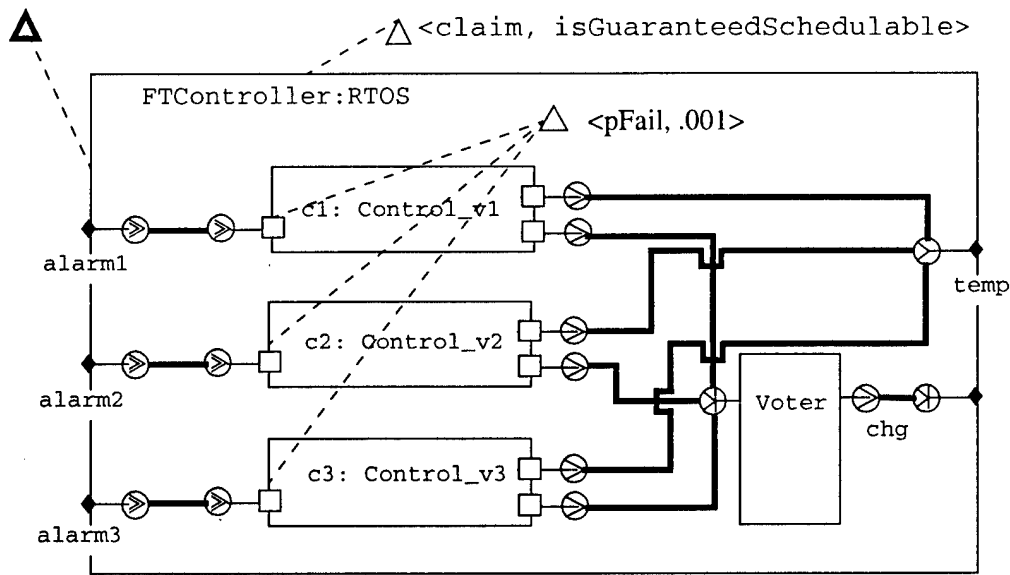 <claim, isGuaranteedSchedulable>
FTController:RTOS
<pFail, .001>
c1: Control_v1
alarm1
temp
c2: Control_v2
alarm2
Voter
chg
c3: Control_v3
alarm3